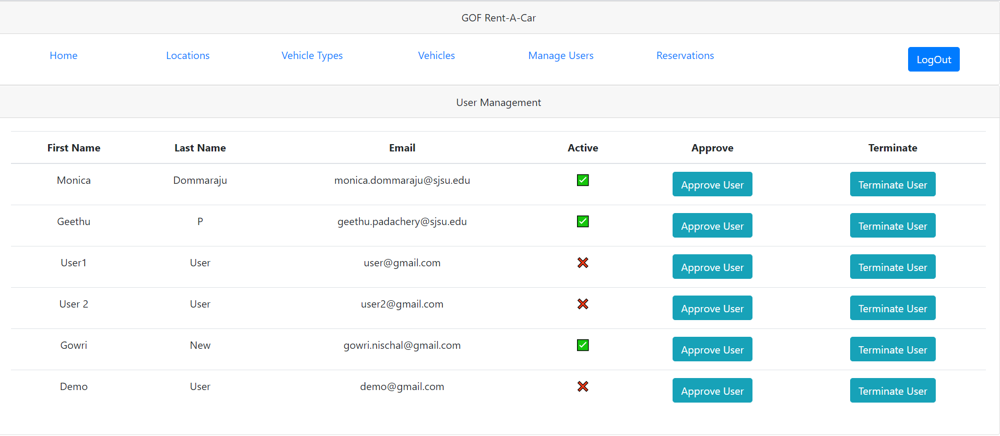 GOF Rent-A-Car
Home Locations Vehicle Types Vehicles Manage Users Reservations LogOut
User Management
First Name Last Name Email Active Approve Terminate
Monica Dommaraju monica.dommaraju@sjsu.edu Approve User Terminate User
Geethu P geethu.padachery@sjsu.edu Approve User Terminate User
User1 User user@gmail.com Approve User Terminate User
User 2 User user2@gmail.com Approve User Terminate User
Gowri New gowri.nischal@gmail.com Approve User Terminate User
Demo User demo@gmail.com Approve User Terminate User